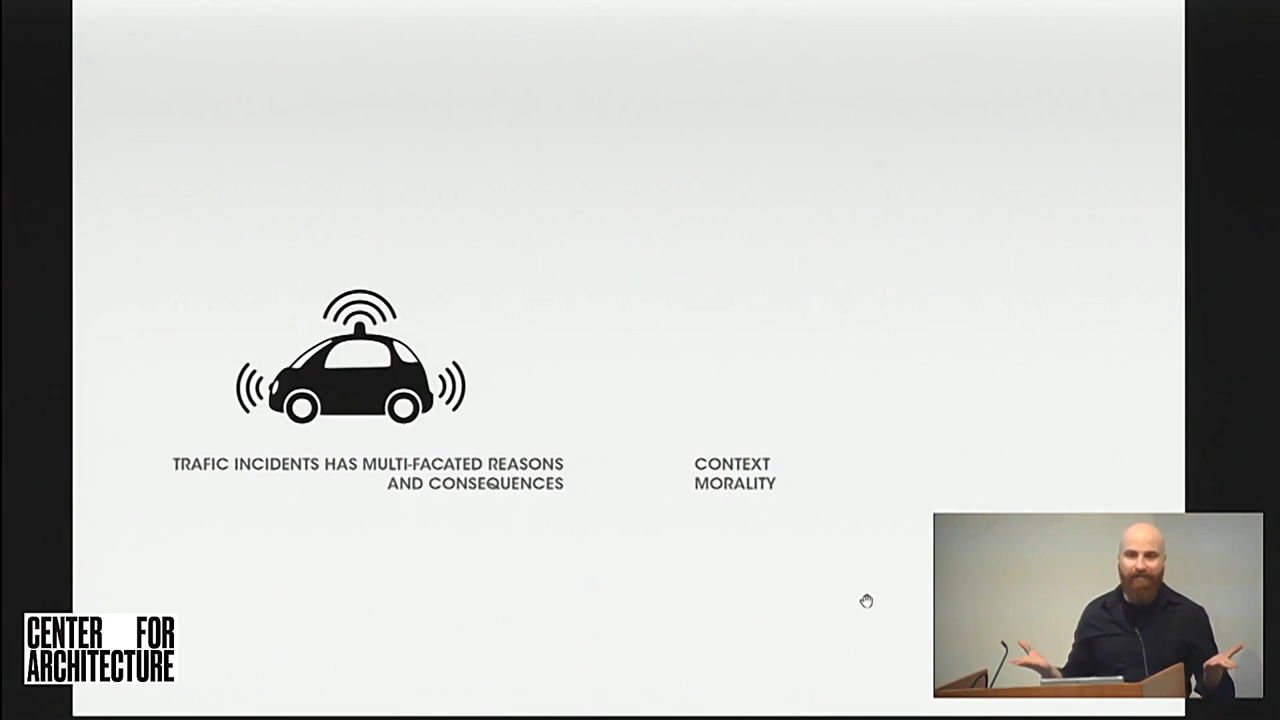 TRAFIC INCIDENTS HAS MULTI-FACATED REASONS
AND CONSEQUENCES
CONTEXT
MORALITY
CENTER FOR
ARCHITECTURE